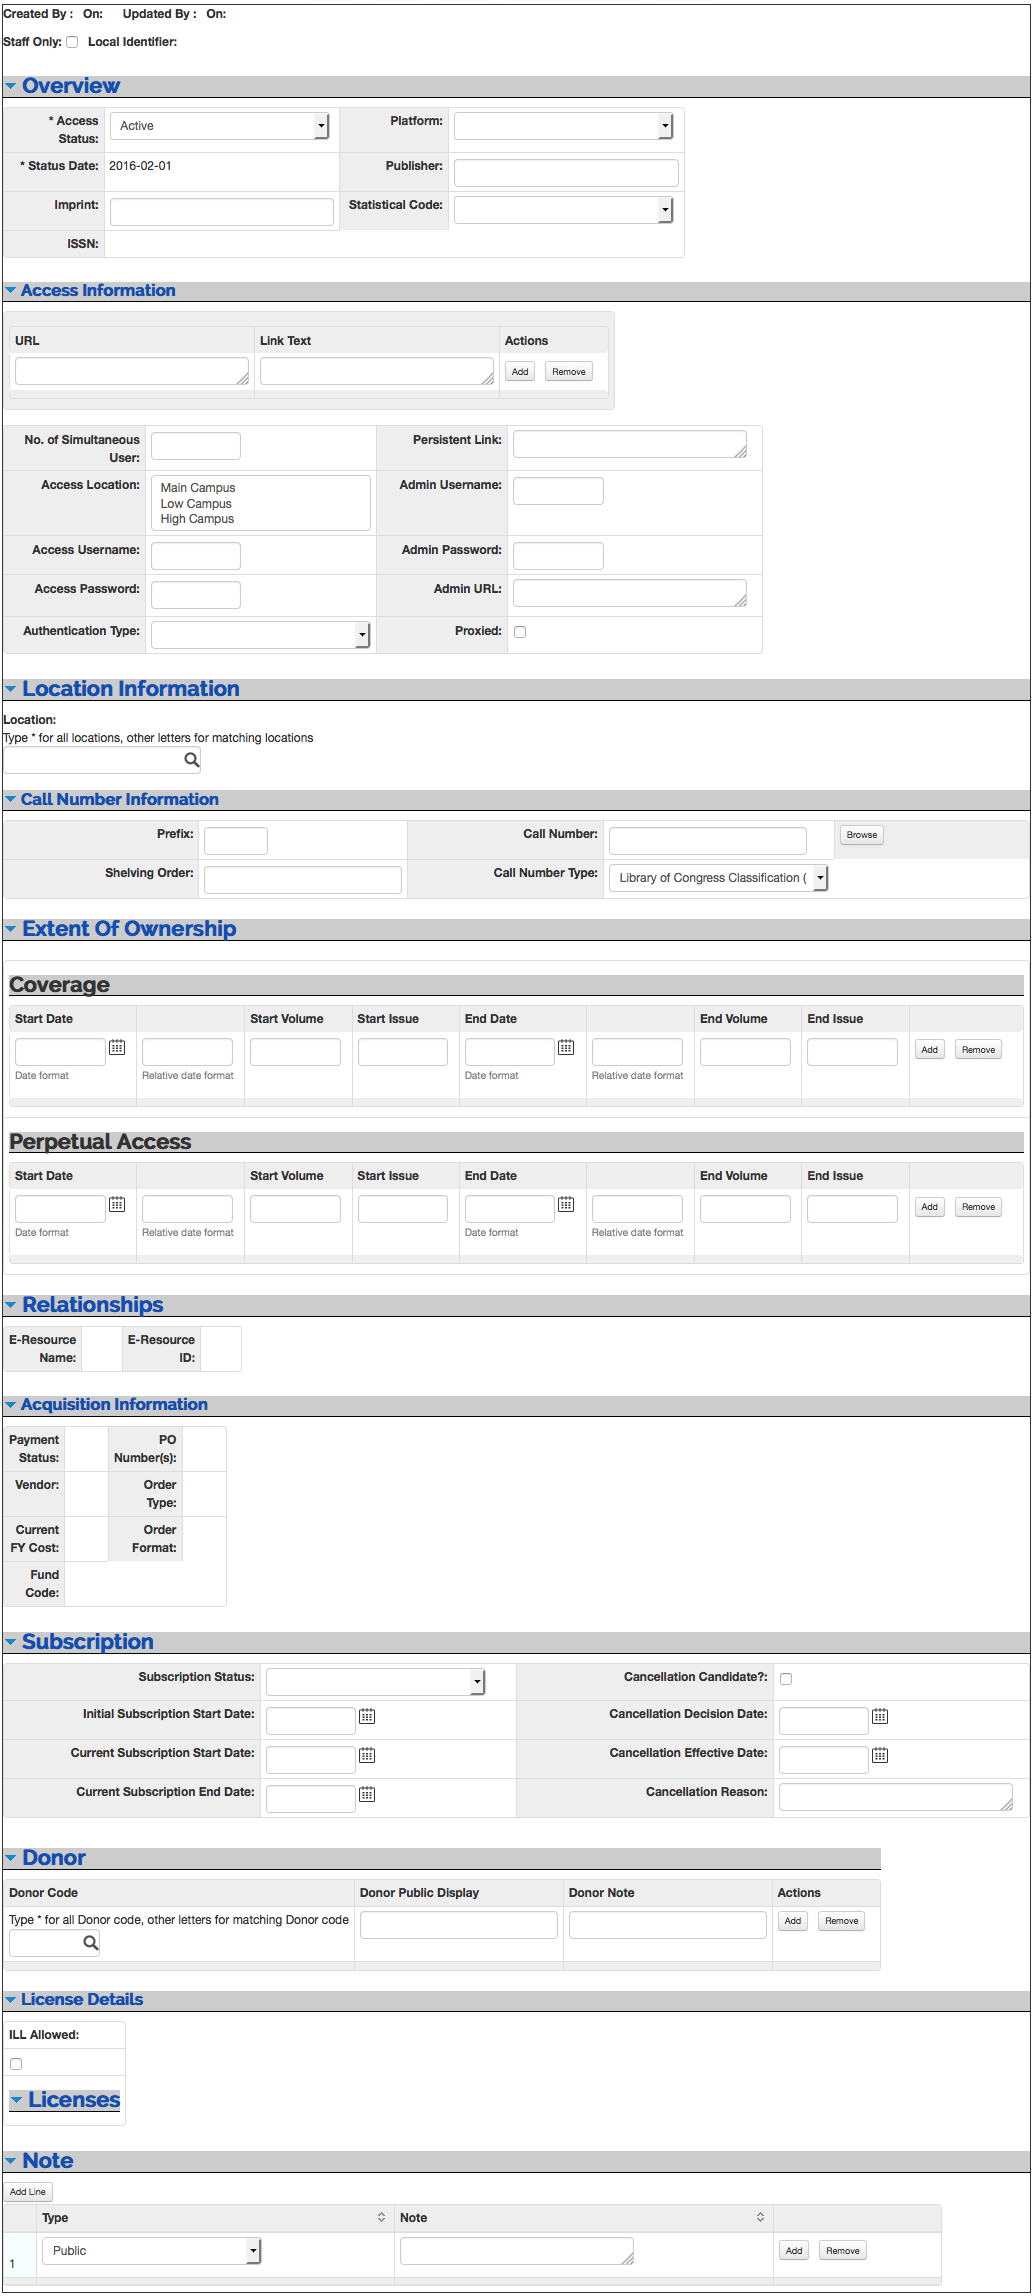 Created By : On: Updated By : On:
Staff Only: Local Identifier:
Overview
* Access Status: Active Platform:
* Status Date: 2016-02-01 Publisher:
Imprint: Statistical Code:
ISSN:
Access Information
URL Link Text Actions
Add Remove
No. of Simultaneous User: Persistent Link:
Access Location: Main Campus Admin Username:
Low Campus
High Campus
Access Username: Admin Password:
Access Password: Admin URL:
Authentication Type: Proxied:
Location Information
Location:
Type * for all locations, other letters for matching locations
Call Number Information
Prefix: Call Number: Browse
Shelving Order: Call Number Type: Library of Congress Classification (
Extent Of Ownership
Coverage
Start Date Start Volume Start Issue End Date End Volume End Issue
Add Remove
Date format Relative date format Date format Relative date format
Perpetual Access
Start Date Start Volume Start Issue End Date End Volume End Issue
Add Remove
Date format Relative date format Date format Relative date format
Relationships
E-Resource Name: E-Resource ID:
Acquisition Information
Payment Status: PO Number(s):
Vendor: Order Type:
Current FY Cost: Order Format:
Fund Code:
Subscription
Subscription Status: Cancellation Candidate?:
Initial Subscription Start Date: Cancellation Decision Date:
Current Subscription Start Date: Cancellation Effective Date:
Current Subscription End Date: Cancellation Reason:
Donor
Donor Code Donor Public Display Donor Note Actions
Type * for all Donor code, other letters for matching Donor code Add Remove
License Details
ILL Allowed:
Licenses
Note
Add Line
Type Note
1 Public Add Remove